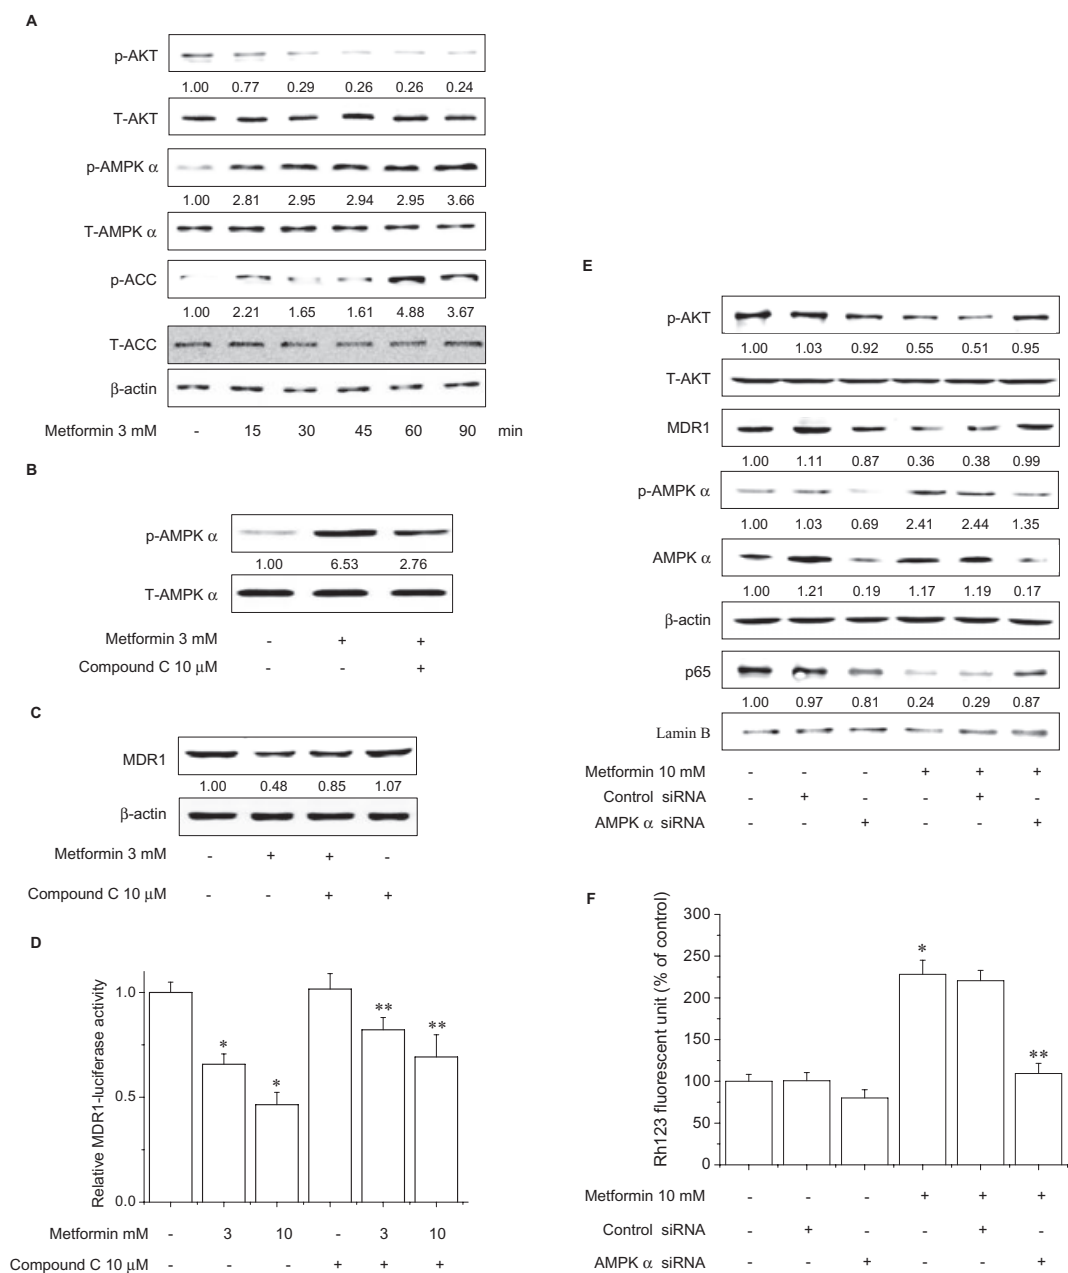 A
p-AKT
1.00 0.77 0.29 0.26 0.26 0.24
T-AKT
p-AMPK α
1.00 2.81 2.95 2.94 2.95 3.66
T-AMPK α
p-ACC
1.00 2.21 1.65 1.61 4.88 3.67
T-ACC
β-actin
Metformin 3 mM - 15 30 45 60 90 min
B
p-AMPK α
1.00 6.53 2.76
T-AMPK α
Metformin 3 mM - + +
Compound C 10 μM - - +
C
MDR1
1.00 0.48 0.85 1.07
β-actin
Metformin 3 mM - + + -
Compound C 10 μM - - + +
D
Relative MDR1-luciferase activity
1.0
0.5
0.0
* * ** **
Metformin mM - 3 10 - 3 10
Compound C 10 μM - - - + + +
E
p-AKT
1.00 1.03 0.92 0.55 0.51 0.95
T-AKT
MDR1
1.00 1.11 0.87 0.36 0.38 0.99
p-AMPK α
1.00 1.03 0.69 2.41 2.44 1.35
AMPK α
1.00 1.21 0.19 1.17 1.19 0.17
β-actin
p65
1.00 0.97 0.81 0.24 0.29 0.87
Lamin B
Metformin 10 mM - - - + + +
Control siRNA - + - - + -
AMPK α siRNA - - + - - +
F
Rh123 fluorescent unit (% of control)
300
250
200
150
100
50
0
* **
Metformin 10 mM - - - + + +
Control siRNA - + - - + -
AMPK α siRNA - - + - - +